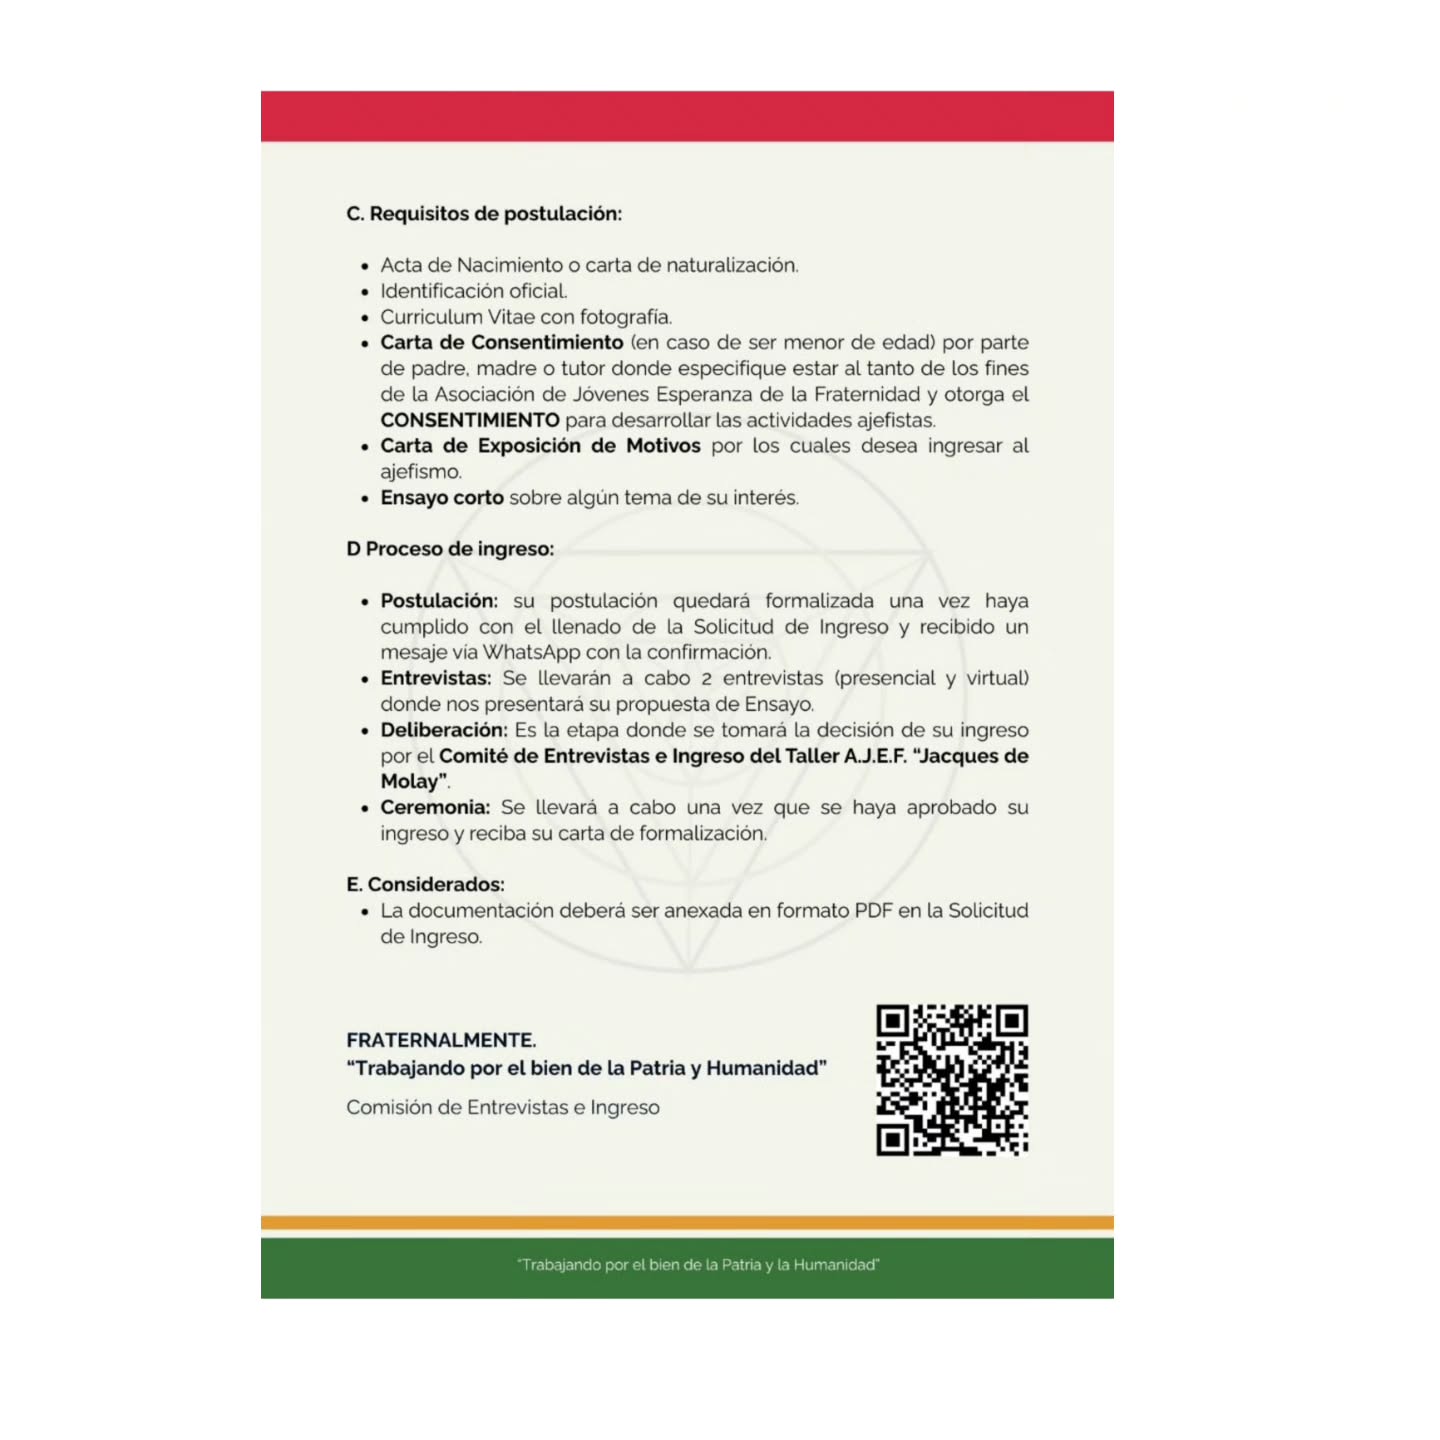 C. Requisitos de postulación:
• Acta de Nacimiento o carta de naturalización.
• Identificación oficial.
• Curriculum Vitae con fotografía.
• Carta de Consentimiento (en caso de ser menor de edad) por parte
de padre, madre o tutor donde especifique estar al tanto de los fines
de la Asociación de Jóvenes Esperanza de la Fraternidad y otorga el
CONSENTIMIENTO para desarrollar las actividades ajefistas.
• Carta de Exposición de Motivos por los cuales desea ingresar al
ajefismo.
• Ensayo corto sobre algún tema de su interés.
D Proceso de ingreso:
• Postulación: su postulación quedará formalizada una vez haya
cumplido con el llenado de la Solicitud de Ingreso y recibido un
mesaje vía WhatsApp con la confirmación.
• Entrevistas: Se llevarán a cabo 2 entrevistas (presencial y virtual)
donde nos presentará su propuesta de Ensayo.
• Deliberación: Es la etapa donde se tomará la decisión de su ingreso
por el Comité de Entrevistas e Ingreso del Taller A.J.E.F. “Jacques de
Molay”.
• Ceremonia: Se llevará a cabo una vez que se haya aprobado su
ingreso y reciba su carta de formalización.
E. Considerados:
• La documentación deberá ser anexada en formato PDF en la Solicitud
de Ingreso.
FRATERNALMENTE.
“Trabajando por el bien de la Patria y Humanidad”
Comisión de Entrevistas e Ingreso
“Trabajando por el bien de la Patria y la Humanidad”